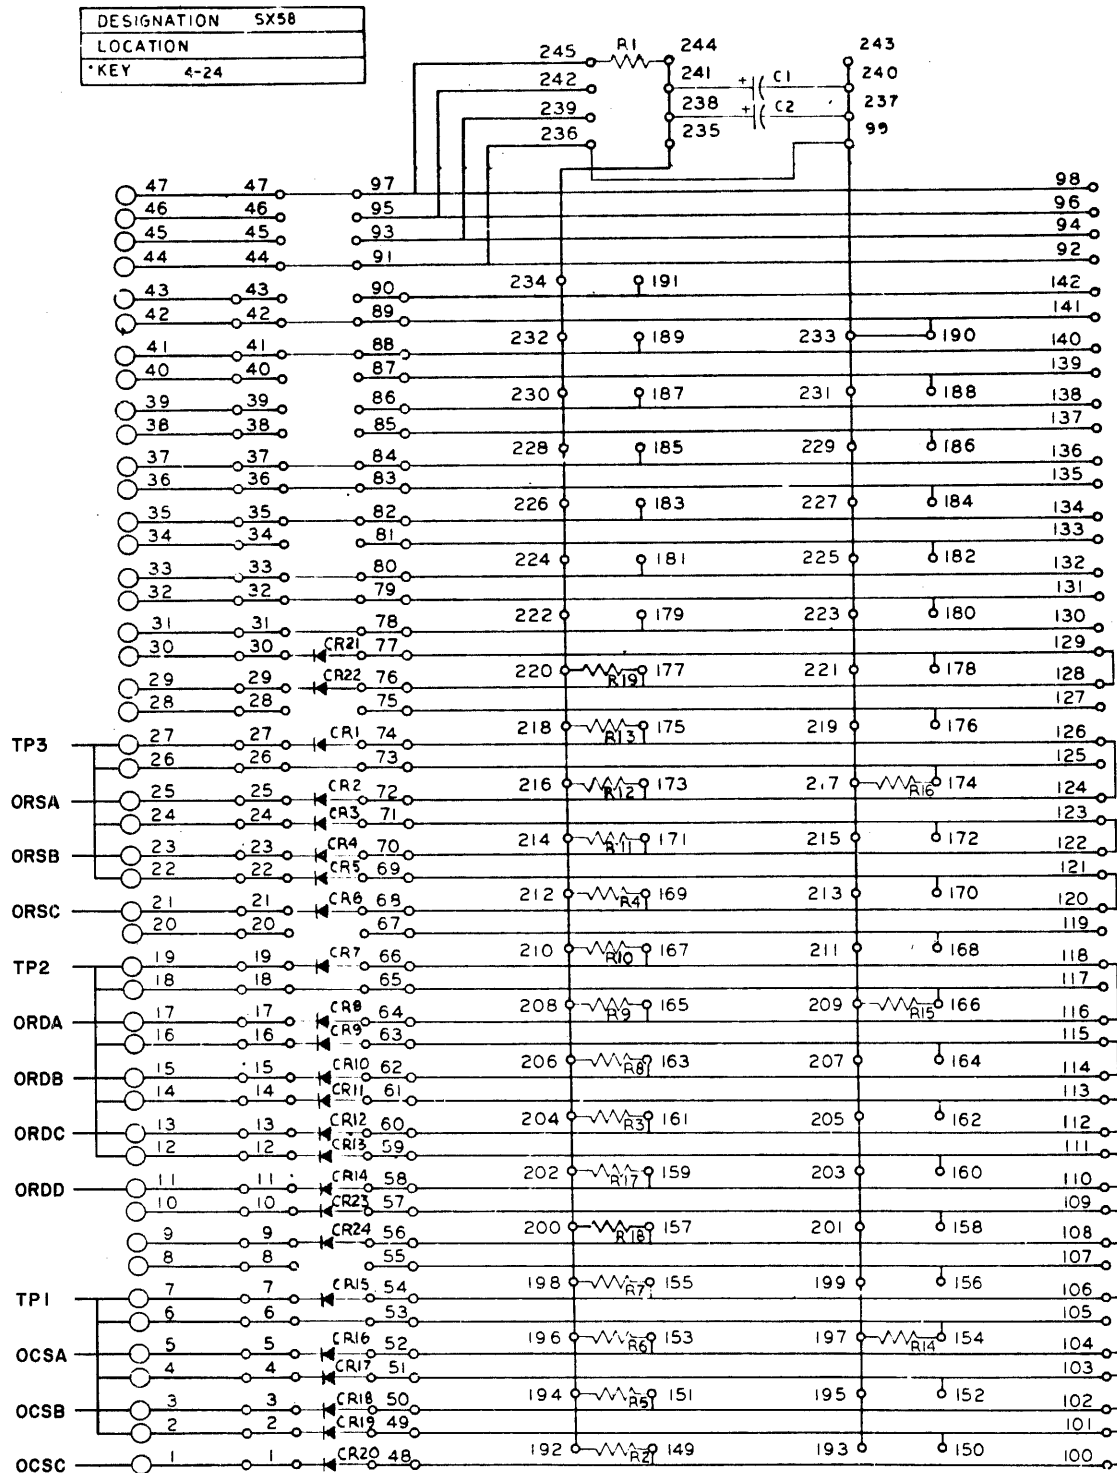 DESIGNATION SX58
LOCATION
*KEY 4-24
R1 244 243
245
241 C1 240
242 +
238 C2 237
239 +
236 235 99
47 47 97 98
46 46 95 96
45 45 93 94
44 44 91 92
234 191
43 43 90 142
42 42 89 141
232 189 233 190
41 41 88 140
40 40 87 139
230 187 231 188
39 39 86 138
38 38 85 137
228 185 229 186
37 37 84 136
36 36 83 135
226 183 227 184
35 35 82 134
34 34 81 133
224 181 225 182
33 33 80 132
32 32 79 131
222 179 223 180
31 31 78 130
30 30 CR21 77 129
220 R19 177 221 178
29 29 CR22 76 128
28 28 75 127
218 R13 175 219 176
TP3 27 27 CR1 74 126
26 26 73 125
216 R12 173 217 R16 174
ORSA 25 25 CR2 72 124
24 24 CR3 71 123
214 R11 171 215 172
ORSB 23 23 CR4 70 122
22 22 CR5 69 121
212 R4 169 213 170
ORSC 21 21 CR6 68 120
20 20 67 119
210 R10 167 211 168
TP2 19 19 CR7 66 118
18 18 65 117
208 R9 165 209 R15 166
ORDA 17 17 CR8 64 116
16 16 CR9 63 115
206 R8 163 207 164
ORDB 15 15 CR10 62 114
14 14 CR11 61 113
204 R3 161 205 162
ORDC 13 13 CR12 60 112
12 12 CR13 59 111
202 R17 159 203 160
ORDD 11 11 CR14 58 110
10 10 CR23 57 109
200 R18 157 201 158
9 9 CR24 56 108
8 8 55 107
198 R7 155 199 156
TP1 7 7 CR15 54 106
6 6 53 105
196 R6 153 197 R14 154
OCSA 5 5 CR16 52 104
4 4 CR17 51 103
194 R5 151 195 152
OCSB 3 3 CR18 50 102
2 2 CR19 49 101
192 R2 149 193 150
OCSC 1 1 CR20 48 100